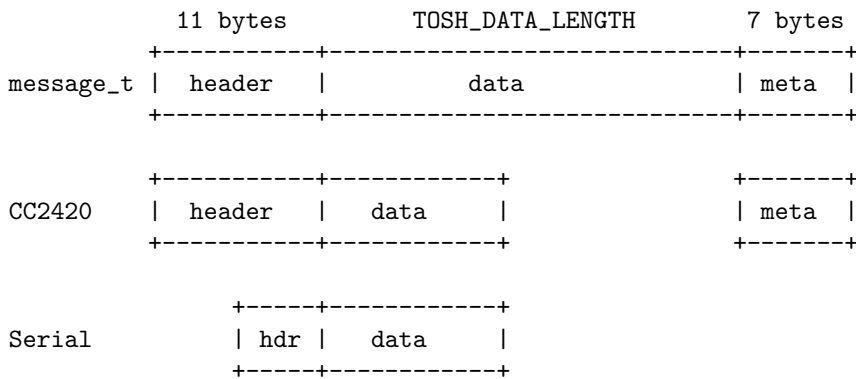 11 bytes TOSH_DATA_LENGTH 7 bytes
+-----------+---------------------------+-------+
message_t | header | data | meta |
+-----------+---------------------------+-------+
+-----------+------------+ +-------+
CC2420 | header | data | | meta |
+-----------+------------+ +-------+
+-----+------------+
Serial | hdr | data |
+-----+------------+